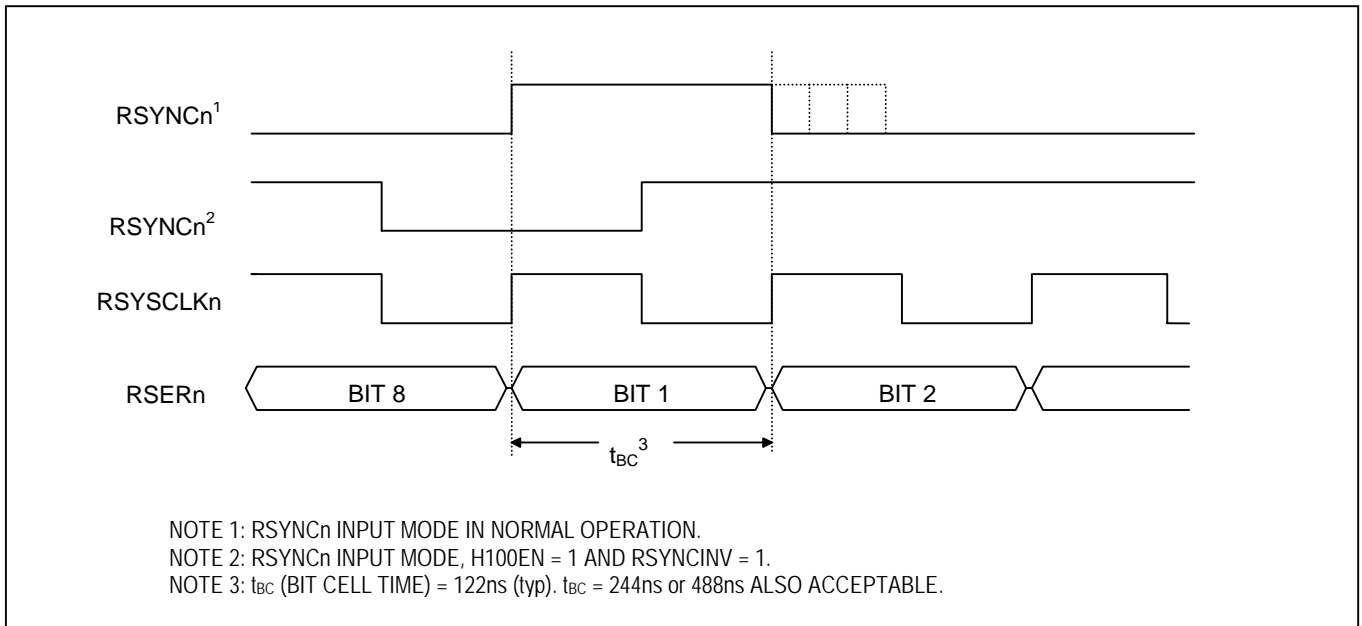 RSYNCn¹
RSYNCn²
RSYSCLKn
RSERn BIT 8 BIT 1 BIT 2
tBC³
NOTE 1: RSYNCn INPUT MODE IN NORMAL OPERATION.
NOTE 2: RSYNCn INPUT MODE, H100EN = 1 AND RSYNCINV = 1.
NOTE 3: tBC (BIT CELL TIME) = 122ns (typ). tBC = 244ns or 488ns ALSO ACCEPTABLE.